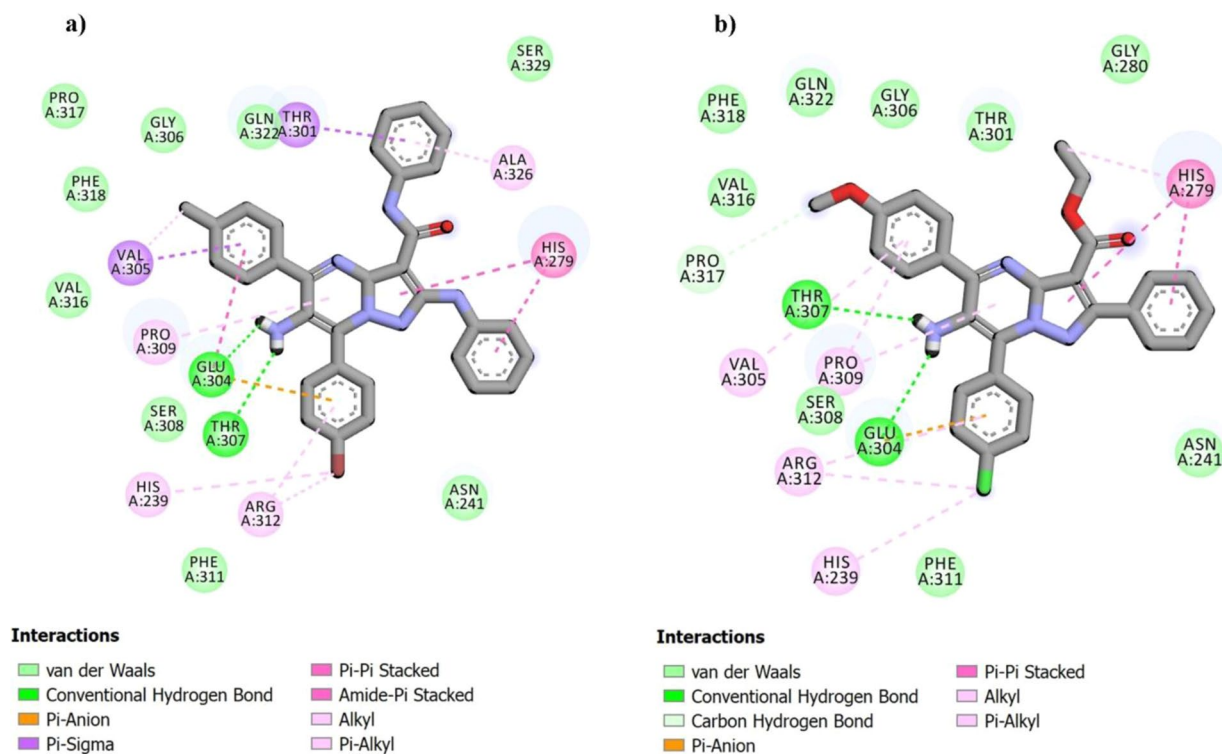 a)
SER
A:329
PRO
A:317
GLY
A:306
GLN
A:322
THR
A:301
ALA
A:326
PHE
A:318
VAL
A:305
HIS
A:279
VAL
A:316
PRO
A:309
GLU
A:304
SER
A:308
THR
A:307
HIS
A:239
ARG
A:312
ASN
A:241
PHE
A:311
Interactions
van der Waals
Conventional Hydrogen Bond
Pi-Anion
Pi-Sigma
Pi-Pi Stacked
Amide-Pi Stacked
Alkyl
Pi-Alkyl
b)
GLY
A:280
PHE
A:318
GLN
A:322
GLY
A:306
THR
A:301
HIS
A:279
VAL
A:316
PRO
A:317
THR
A:307
VAL
A:305
PRO
A:309
SER
A:308
GLU
A:304
ARG
A:312
ASN
A:241
HIS
A:239
PHE
A:311
Interactions
van der Waals
Conventional Hydrogen Bond
Carbon Hydrogen Bond
Pi-Anion
Pi-Pi Stacked
Alkyl
Pi-Alkyl